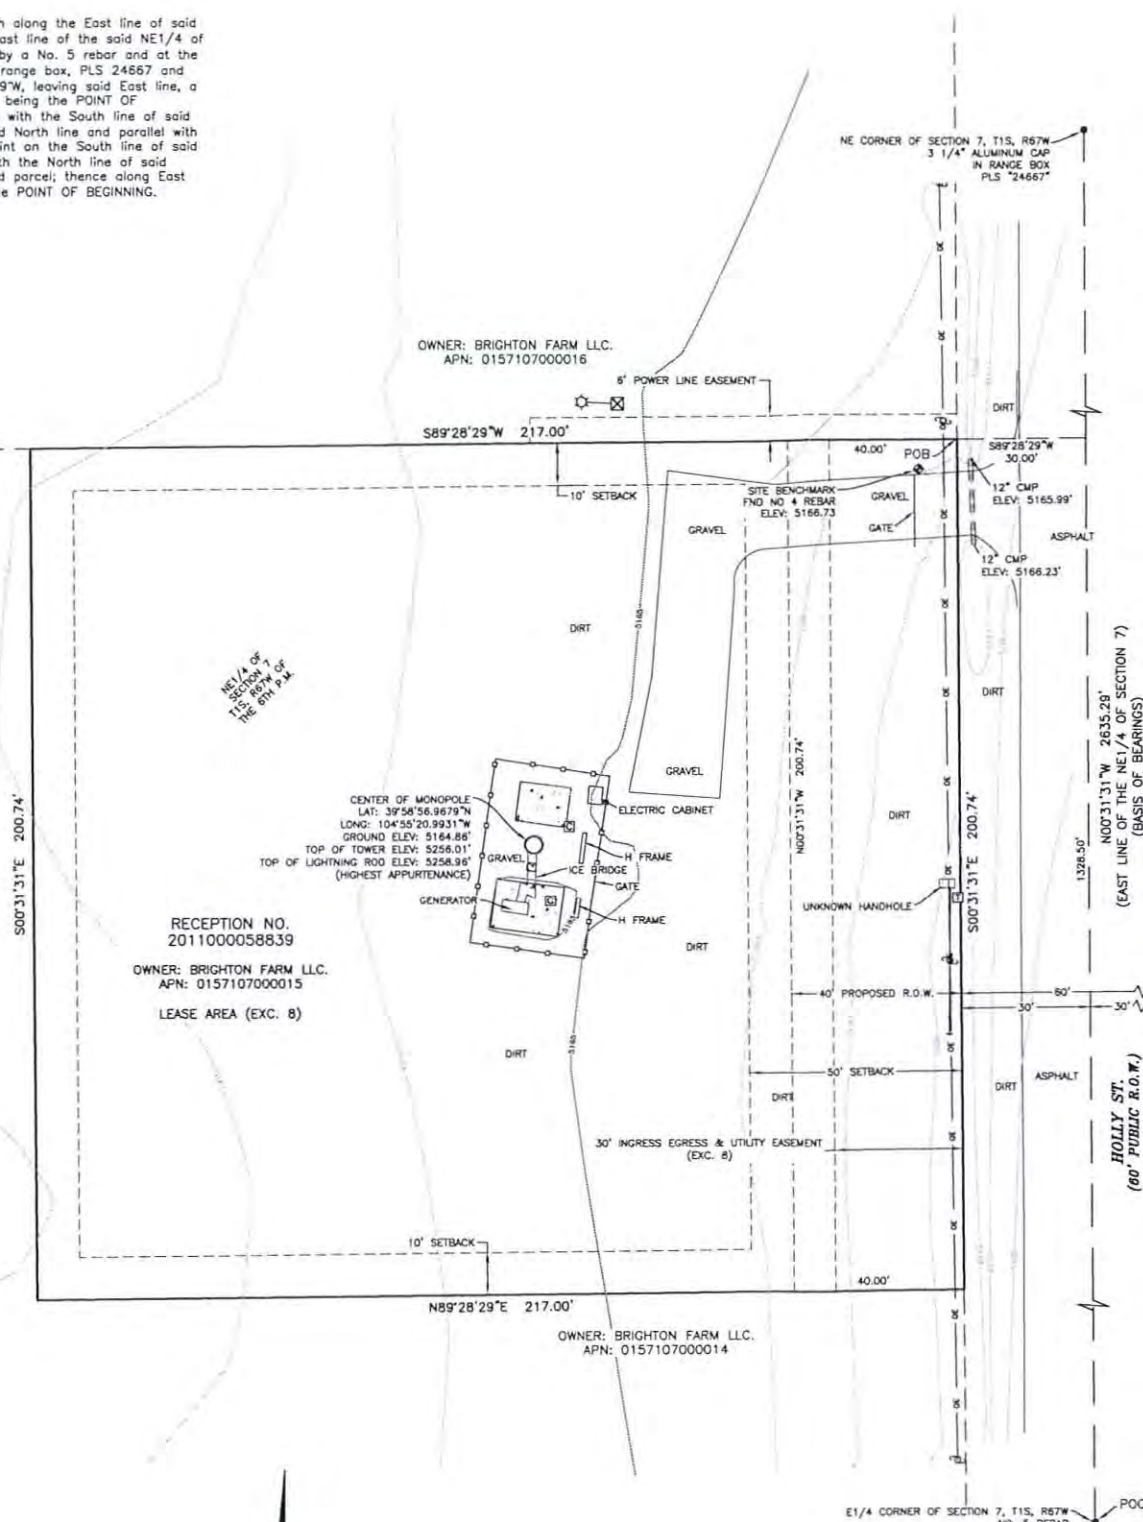 h along the East line of said
ast line of the said NE1/4 of
by a No. 5 rebar and at the
range box, PLS 24667 and
9"W, leaving said East line, a
being the POINT OF
with the South line of said
d North line and parallel with
int on the South line of said
th the North line of said
d parcel; thence along East
e POINT OF BEGINNING.
NE CORNER OF SECTION 7, T1S, R67W
3 1/4" ALUMINUM CAP
IN RANGE BOX
PLS "24667"
OWNER: BRIGHTON FARM LLC.
APN: 0157107000016
6' POWER LINE EASEMENT
DIRT
S89°28'29"W 217.00'
40.00'
POB
S89°28'29"W
30.00'
10' SETBACK
SITE BENCHMARK
FND NO 4 REBAR
ELEV: 5166.73
GRAVEL
GATE
12" CMP
ELEV: 5165.99'
GRAVEL
ASPHALT
12" CMP
ELEV: 5166.23'
DIRT
5165
NE1/4 OF
SECTION 7
T1S, R67W OF
THE 6TH P.M.
DIRT
N00°31'31"W 2635.29'
(EAST LINE OF THE NE1/4 OF SECTION 7)
(BASIS OF BEARINGS)
1328.50'
GRAVEL
N00°31'31"W 200.74'
S00°31'31"E 200.74'
S00°31'31"E 200.74'
CENTER OF MONOPOLE
LAT: 39°58'56.9679"N
LONG: 104°55'20.9931"W
GROUND ELEV: 5164.86'
TOP OF TOWER ELEV: 5256.01'
TOP OF LIGHTNING ROD ELEV: 5258.96'
(HIGHEST APPURTENANCE)
ELECTRIC CABINET
DIRT
GRAVEL
H FRAME
ICE BRIDGE
GATE
GENERATOR
H FRAME
5165
UNKNOWN HANDHOLE
T
RECEPTION NO.
2011000058839
OWNER: BRIGHTON FARM LLC.
APN: 0157107000015
LEASE AREA (EXC. 8)
DIRT
40' PROPOSED R.O.W.
60'
30'
30'
DIRT
5165
50' SETBACK
DIRT
DIRT
ASPHALT
HOLLY ST.
(60' PUBLIC R.O.W.)
30' INGRESS EGRESS & UTILITY EASEMENT
(EXC. 8)
10' SETBACK
40.00'
N89°28'29"E 217.00'
OWNER: BRIGHTON FARM LLC.
APN: 0157107000014
E1/4 CORNER OF SECTION 7, T1S, R67W
NO. 5 REBAR
POC